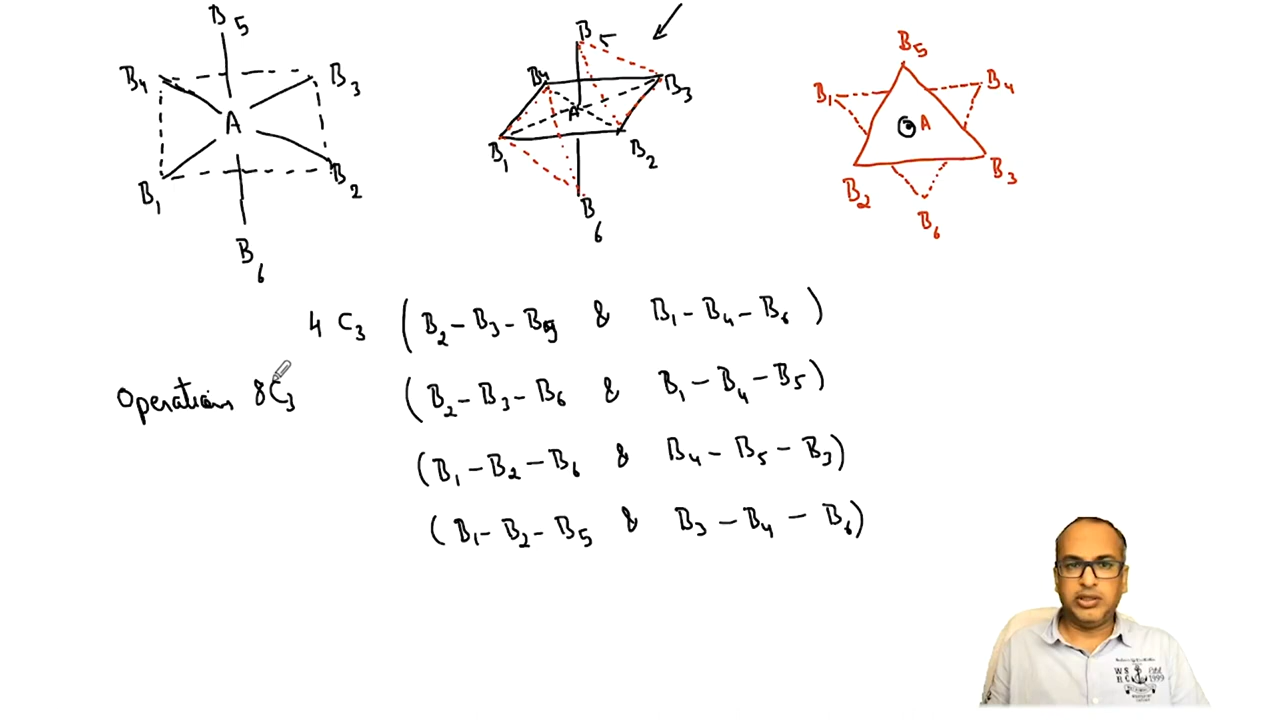 B5
B4
B3
A
B1
B2
B6
B5
B4
B3
A
B1
B2
B6
B5
B1
B4
A
B2
B3
B6
4 C3 (B2 - B3 - B5 & B1 - B4 - B6)
Operations 8C3 (B2 - B3 - B6 & B1 - B4 - B5)
(B1 - B2 - B6 & B4 - B5 - B3)
(B1 - B2 - B5 & B3 - B4 - B6)
W S
B C
1999